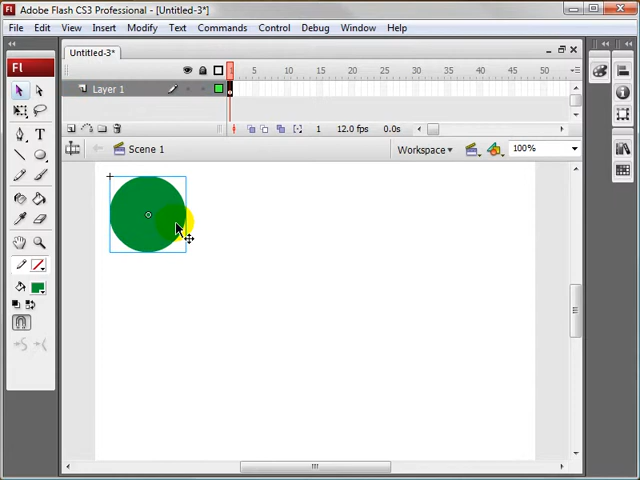 Adobe Flash CS3 Professional - [Untitled-3*]
File Edit View Insert Modify Text Commands Control Debug Window Help
Untitled-3*
Fl
5 10 15 20 25 30 35 40 45 50
Layer 1
1 12.0 fps 0.0s
Scene 1 Workspace 100%
T
S